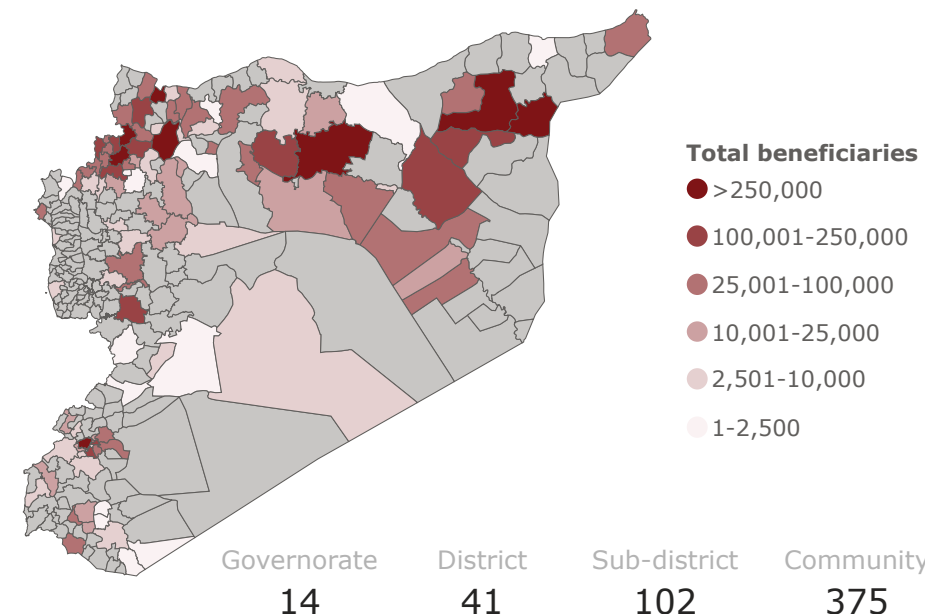 Total beneficiaries
>250,000
100,001-250,000
25,001-100,000
10,001-25,000
2,501-10,000
1-2,500
Governorate District Sub-district Community
14 41 102 375